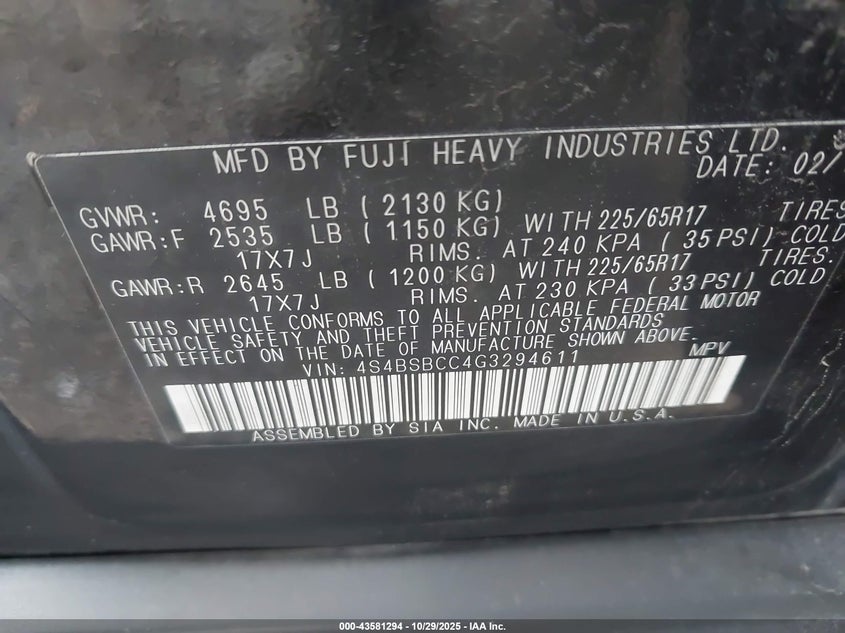 MFD BY FUJI HEAVY INDUSTRIES LTD.
DATE: 02/
GVWR: 4695 LB ( 2130 KG)
GAWR:F 2535 LB ( 1150 KG) WITH 225/65R17 TIRES
17X7J RIMS. AT 240 KPA ( 35 PSI) COLD
GAWR:R 2645 LB ( 1200 KG) WITH 225/65R17 TIRES.
17X7J RIMS. AT 230 KPA ( 33 PSI) COLD
THIS VEHICLE CONFORMS TO ALL APPLICABLE FEDERAL MOTOR
VEHICLE SAFETY AND THEFT PREVENTION STANDARDS
IN EFFECT ON THE DATE OF MANUFACTURE SHOWN ABOVE.
VIN: 4S4BSBCC4G3294611 MPV
ASSEMBLED BY SIA INC. MADE IN U.S.A.
000-43581294 - 10/29/2025 - IAA Inc.